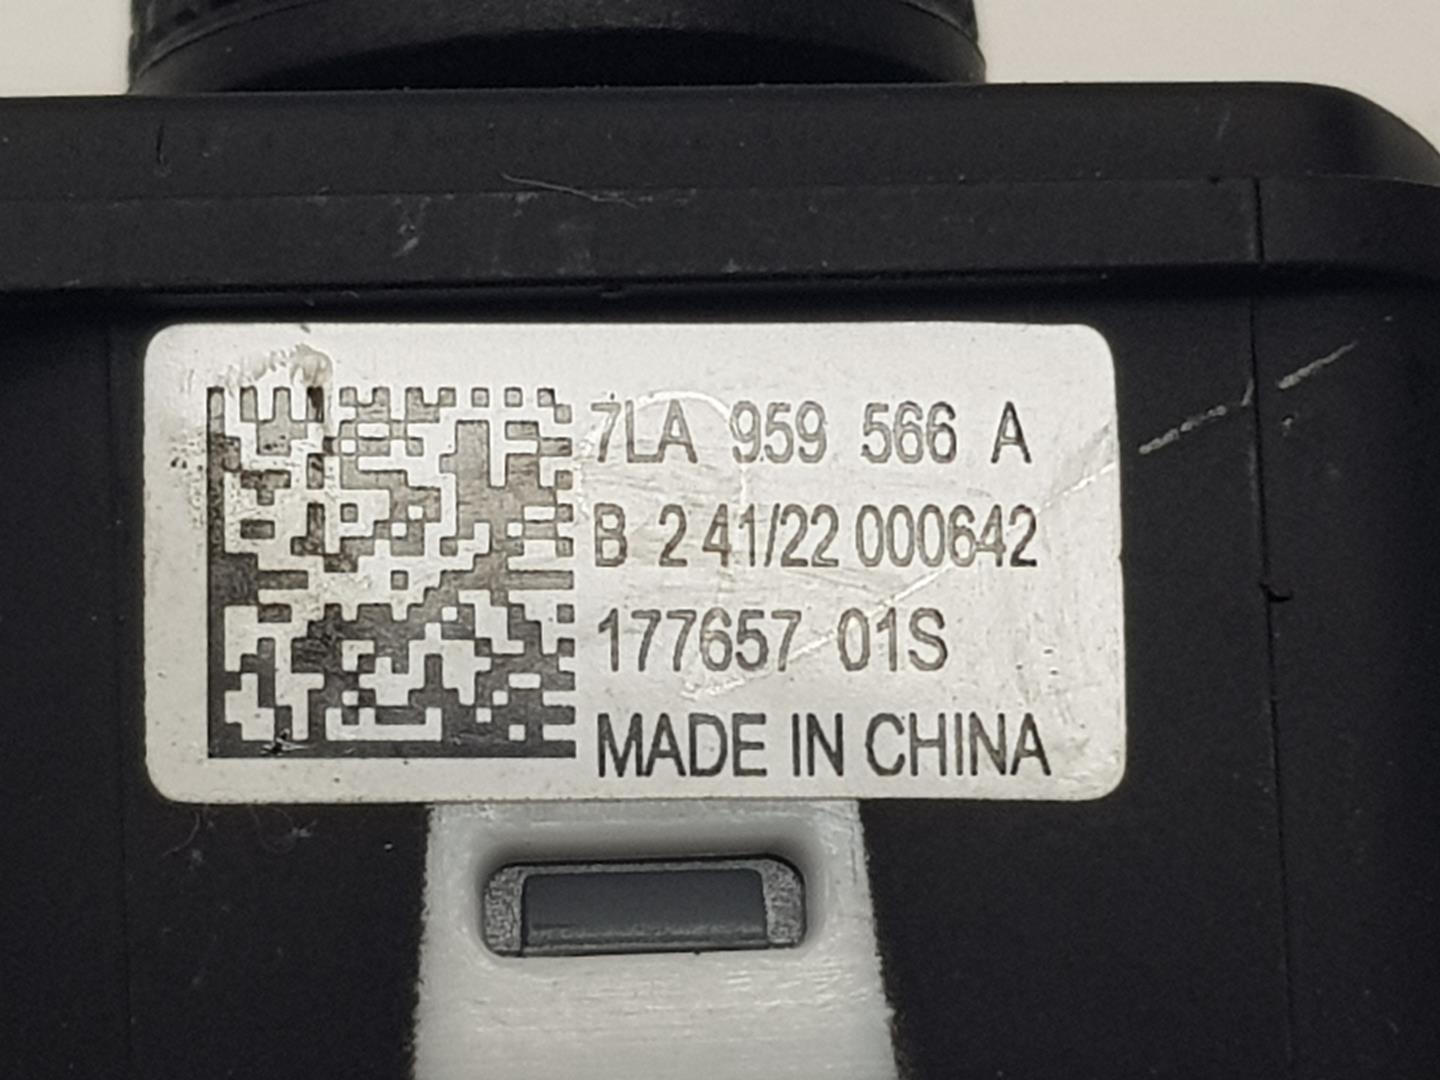 7LA 959 566 A
B 2 41/22 000642
177657 01S
MADE IN CHINA